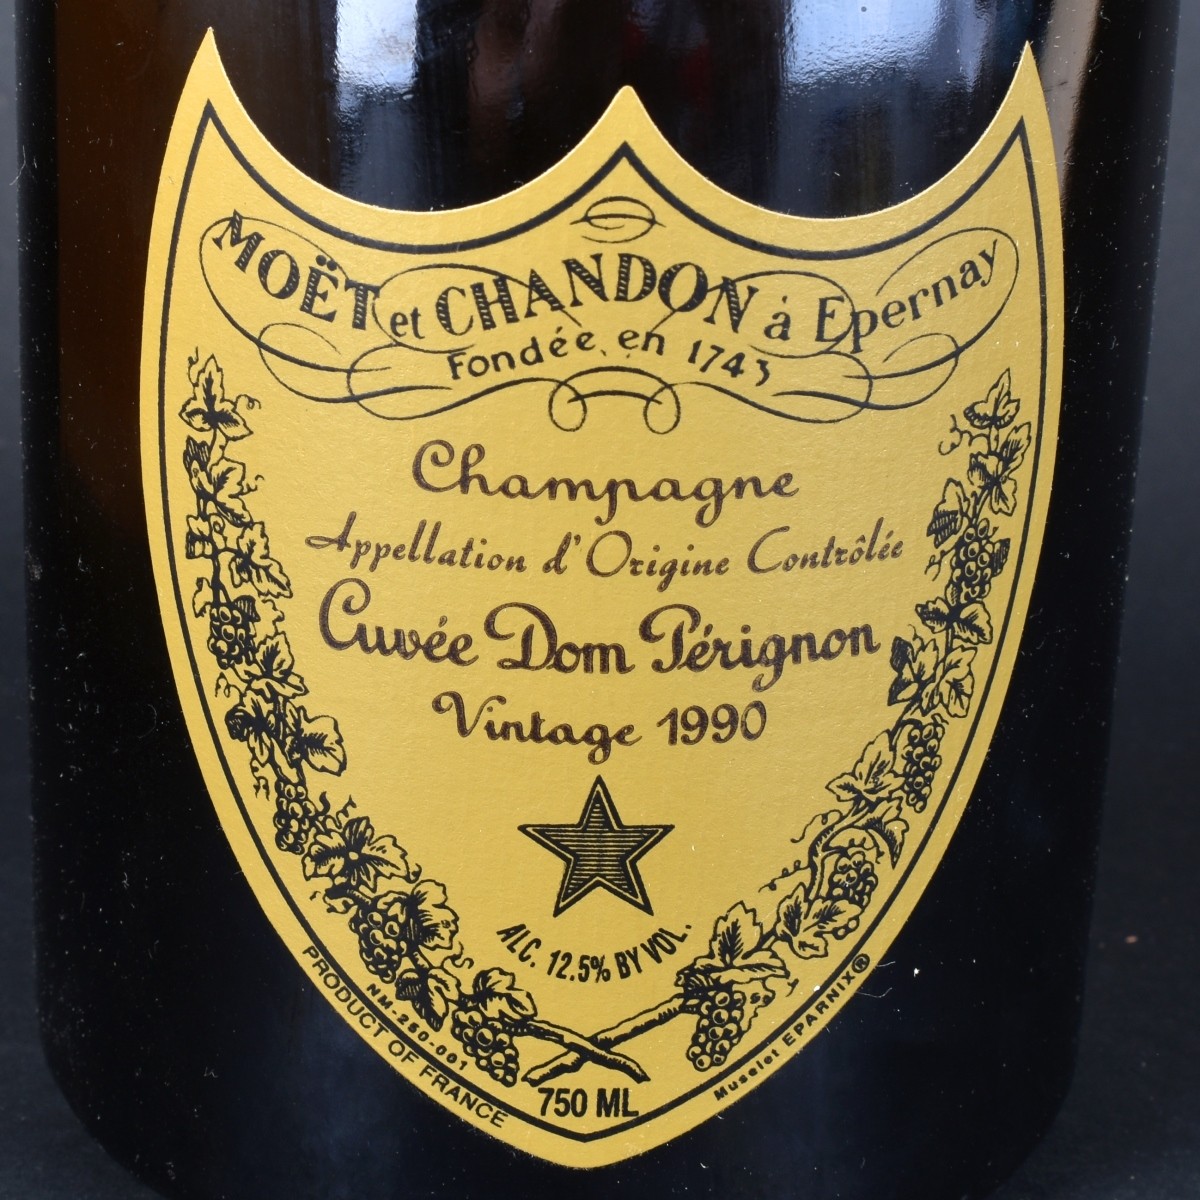 MOËT et CHANDON à Epernay
Fondée en 1743
Champagne
Appellation d'Origine Contrôlée
Cuvée Dom Pérignon
Vintage 1990
ALC. 12.5% BY VOL.
NM-260-001
PRODUCT OF FRANCE
750 ML
Muselet EPARNIX®